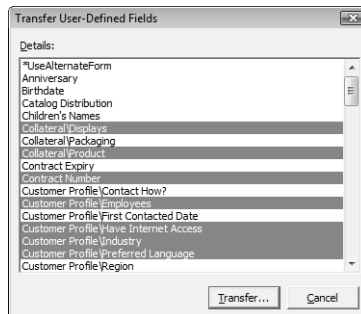 Transfer User-Defined Fields
Details:
*UseAlternateForm
Anniversary
Birthdate
Catalog Distribution
Children's Names
Collateral\Displays
Collateral\Packaging
Collateral\Product
Contract Expiry
Contract Number
Customer Profile\Contact How?
Customer Profile\Employees
Customer Profile\First Contacted Date
Customer Profile\Have Internet Access
Customer Profile\Industry
Customer Profile\Preferred Language
Customer Profile\Region
Transfer... Cancel